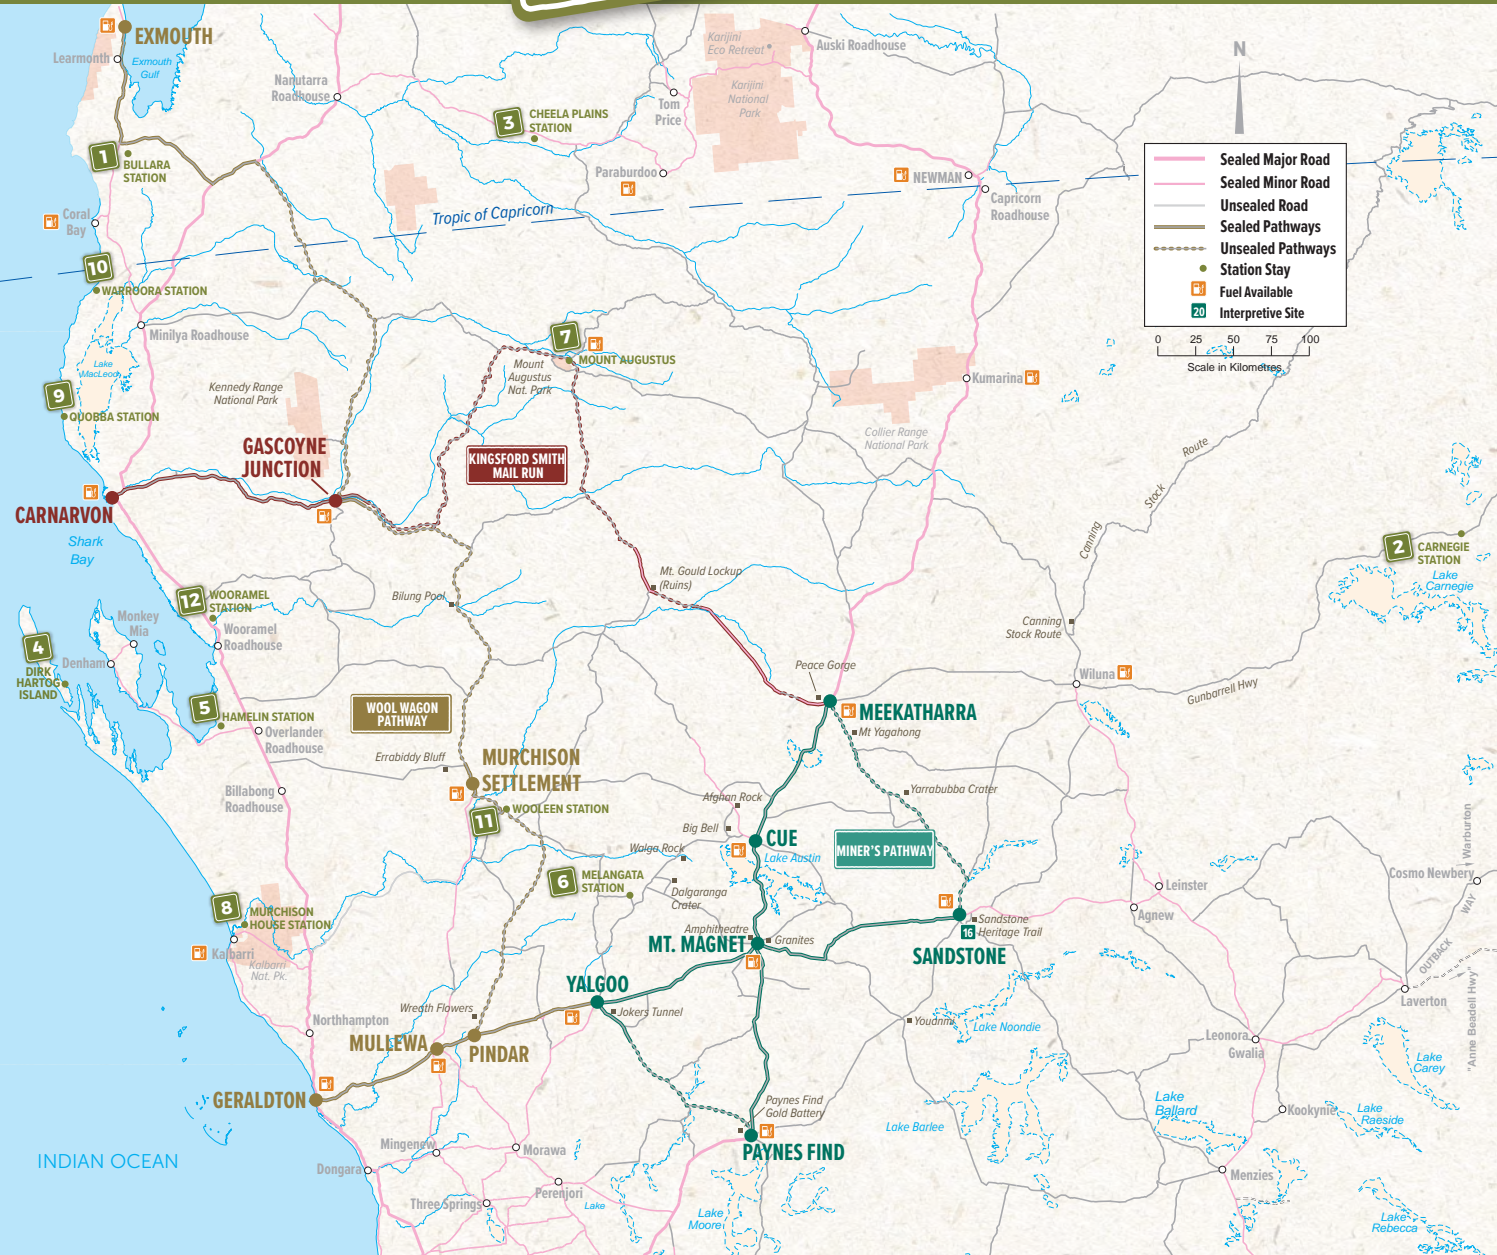 EXMOUTH
Learmonth
Exmouth
Gulf
Nanutarra
Roadhouse
3
CHEELA PLAINS
STATION
Tom
Price
Karijini
Eco Retreat
Karijini
National
Park
Auski Roadhouse
N
1
BULLARA
STATION
Paraburdoo
NEWMAN
Capricorn
Roadhouse
Coral
Bay
Tropic of Capricorn
Sealed Major Road
Sealed Minor Road
Unsealed Road
Sealed Pathways
Unsealed Pathways
Station Stay
Fuel Available
20 Interpretive Site
0 25 50 75 100
Scale in Kilometres
10
WARROORA STATION
Minilya Roadhouse
Lake
MacLeod
9
QUOBBA STATION
Kennedy Range
National Park
7
MOUNT AUGUSTUS
Mount
Augustus
Nat. Park
Kumarina
Collier Range
National Park
GASCOYNE
JUNCTION
KINGSFORD SMITH
MAIL RUN
CARNARVON
Shark
Bay
Canning
Stock
Route
2
CARNEGIE
STATION
Lake
Carnegie
12
WOORAMEL
STATION
Wooramel
Roadhouse
Monkey
Mia
Denham
4
DIRK
HARTOG
ISLAND
5
HAMELIN STATION
Overlander
Roadhouse
Bilung Pool
Mt. Gould Lockup
(Ruins)
Canning
Stock Route
Peace Gorge
Wiluna
Gunbarrell Hwy
WOOL WAGON
PATHWAY
MEEKATHARRA
Mt Yagahong
Errabiddy Bluff
MURCHISON
SETTLEMENT
Billabong
Roadhouse
11
WOOLEEN STATION
Afghan Rock
Yarrabubba Crater
Big Bell
CUE
Walga Rock
Lake Austin
MINER'S PATHWAY
6
MELANGATA
STATION
Dalgaranga
Crater
Leinster
Agnew
Cosmo Newbery
Warburton
WAY
OUTBACK
8
MURCHISON
HOUSE STATION
Kalbarri
Kalbarri
Nat. Pk.
Amphitheatre
MT. MAGNET
Granites
16
Sandstone
Heritage Trail
SANDSTONE
YALGOO
Jokers Tunnel
Wreath Flowers
Northhampton
MULLEWA
PINDAR
Youanmi
Lake Noondie
Laverton
"Anne Beadell Hwy"
Leonora
Gwalia
Lake
Carey
GERALDTON
Paynes Find
Gold Battery
PAYNES FIND
Lake Barlee
Lake
Ballard
Kookynie
Lake
Raeside
INDIAN OCEAN
Mingenew
Morawa
Dongara
Menzies
Three Springs
Perenjori
Lake
Lake
Moore
Lake
Rebecca